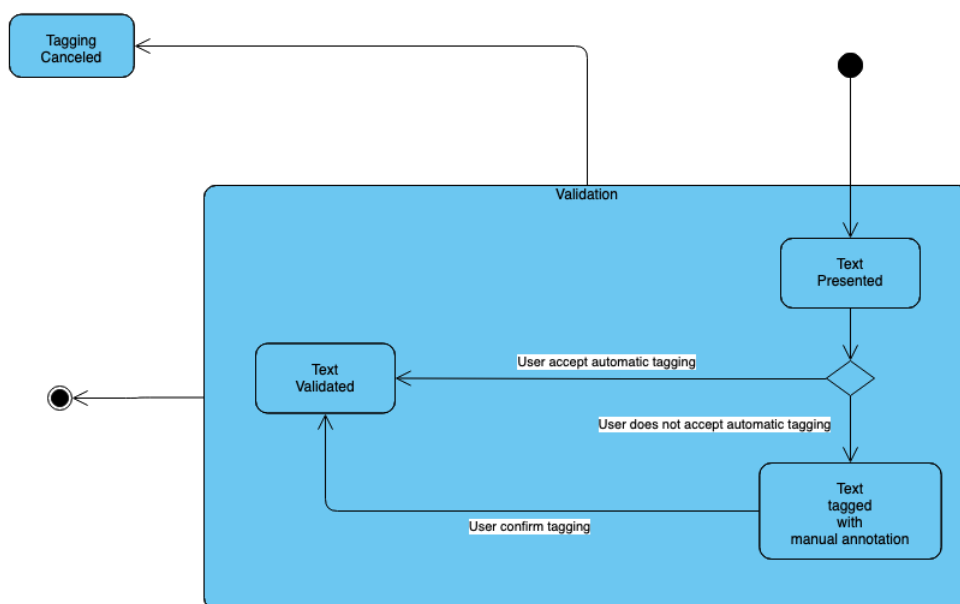 Tagging
Canceled
Validation
Text
Presented
User accept automatic tagging
Text
Validated
User does not accept automatic tagging
Text
tagged
with
manual annotation
User confirm tagging